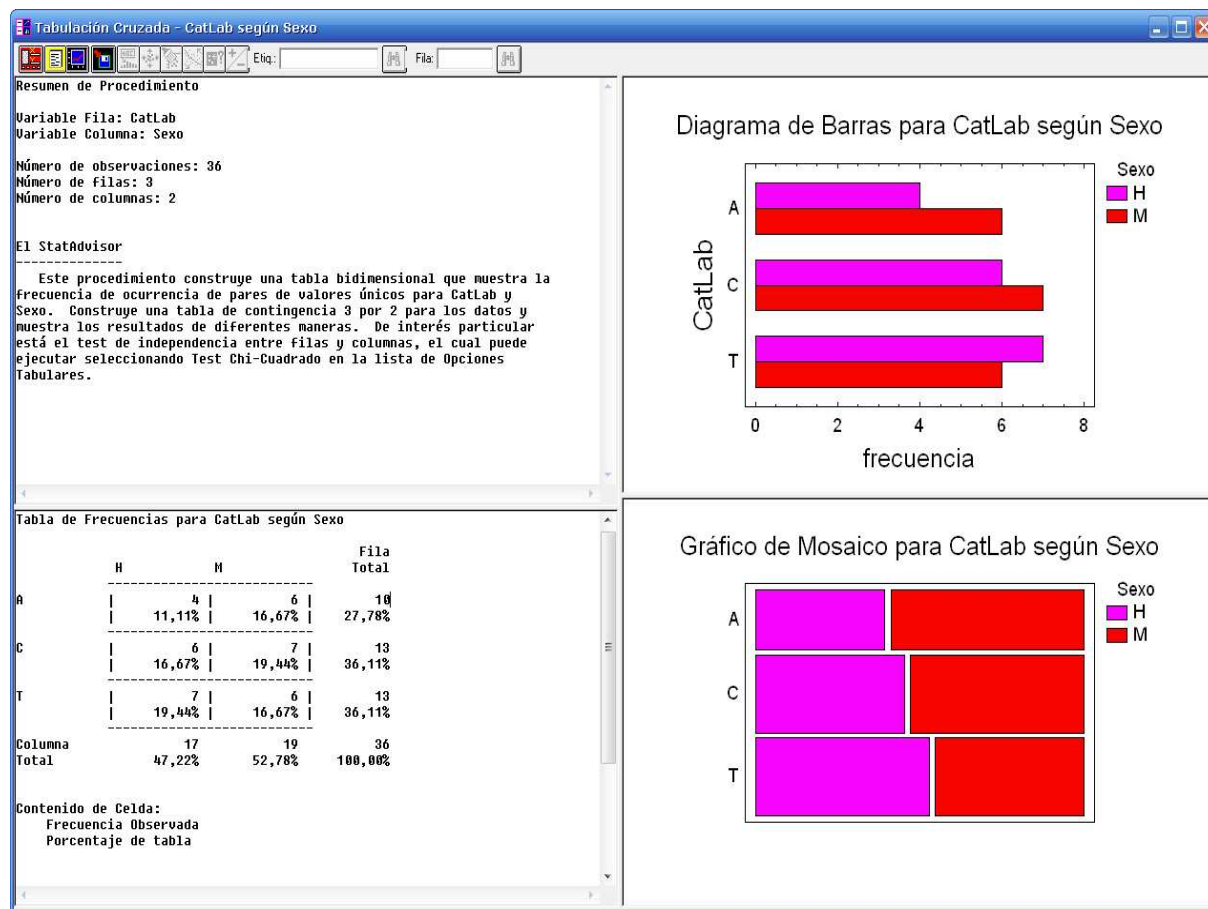 Tabulación Cruzada - CatLab según Sexo
Etiq.: Fila:
Resumen de Procedimiento
Variable Fila: CatLab
Variable Columna: Sexo
Número de observaciones: 36
Número de filas: 3
Número de columnas: 2
El StatAdvisor
--------------
Este procedimiento construye una tabla bidimensional que muestra la
frecuencia de ocurrencia de pares de valores únicos para CatLab y
Sexo. Construye una tabla de contingencia 3 por 2 para los datos y
muestra los resultados de diferentes maneras. De interés particular
está el test de independencia entre filas y columnas, el cual puede
ejecutar seleccionando Test Chi-Cuadrado en la lista de Opciones
Tabulares.
Diagrama de Barras para CatLab según Sexo
Sexo
H
M
CatLab
A
C
T
0 2 4 6 8
frecuencia
Tabla de Frecuencias para CatLab según Sexo
Fila
H M Total
A | 4 | 6 | 10
| 11,11% | 16,67% | 27,78%
C | 6 | 7 | 13
| 16,67% | 19,44% | 36,11%
T | 7 | 6 | 13
| 19,44% | 16,67% | 36,11%
Columna 17 19 36
Total 47,22% 52,78% 100,00%
Contenido de Celda:
Frecuencia Observada
Porcentaje de tabla
Gráfico de Mosaico para CatLab según Sexo
Sexo
H
M
A
C
T